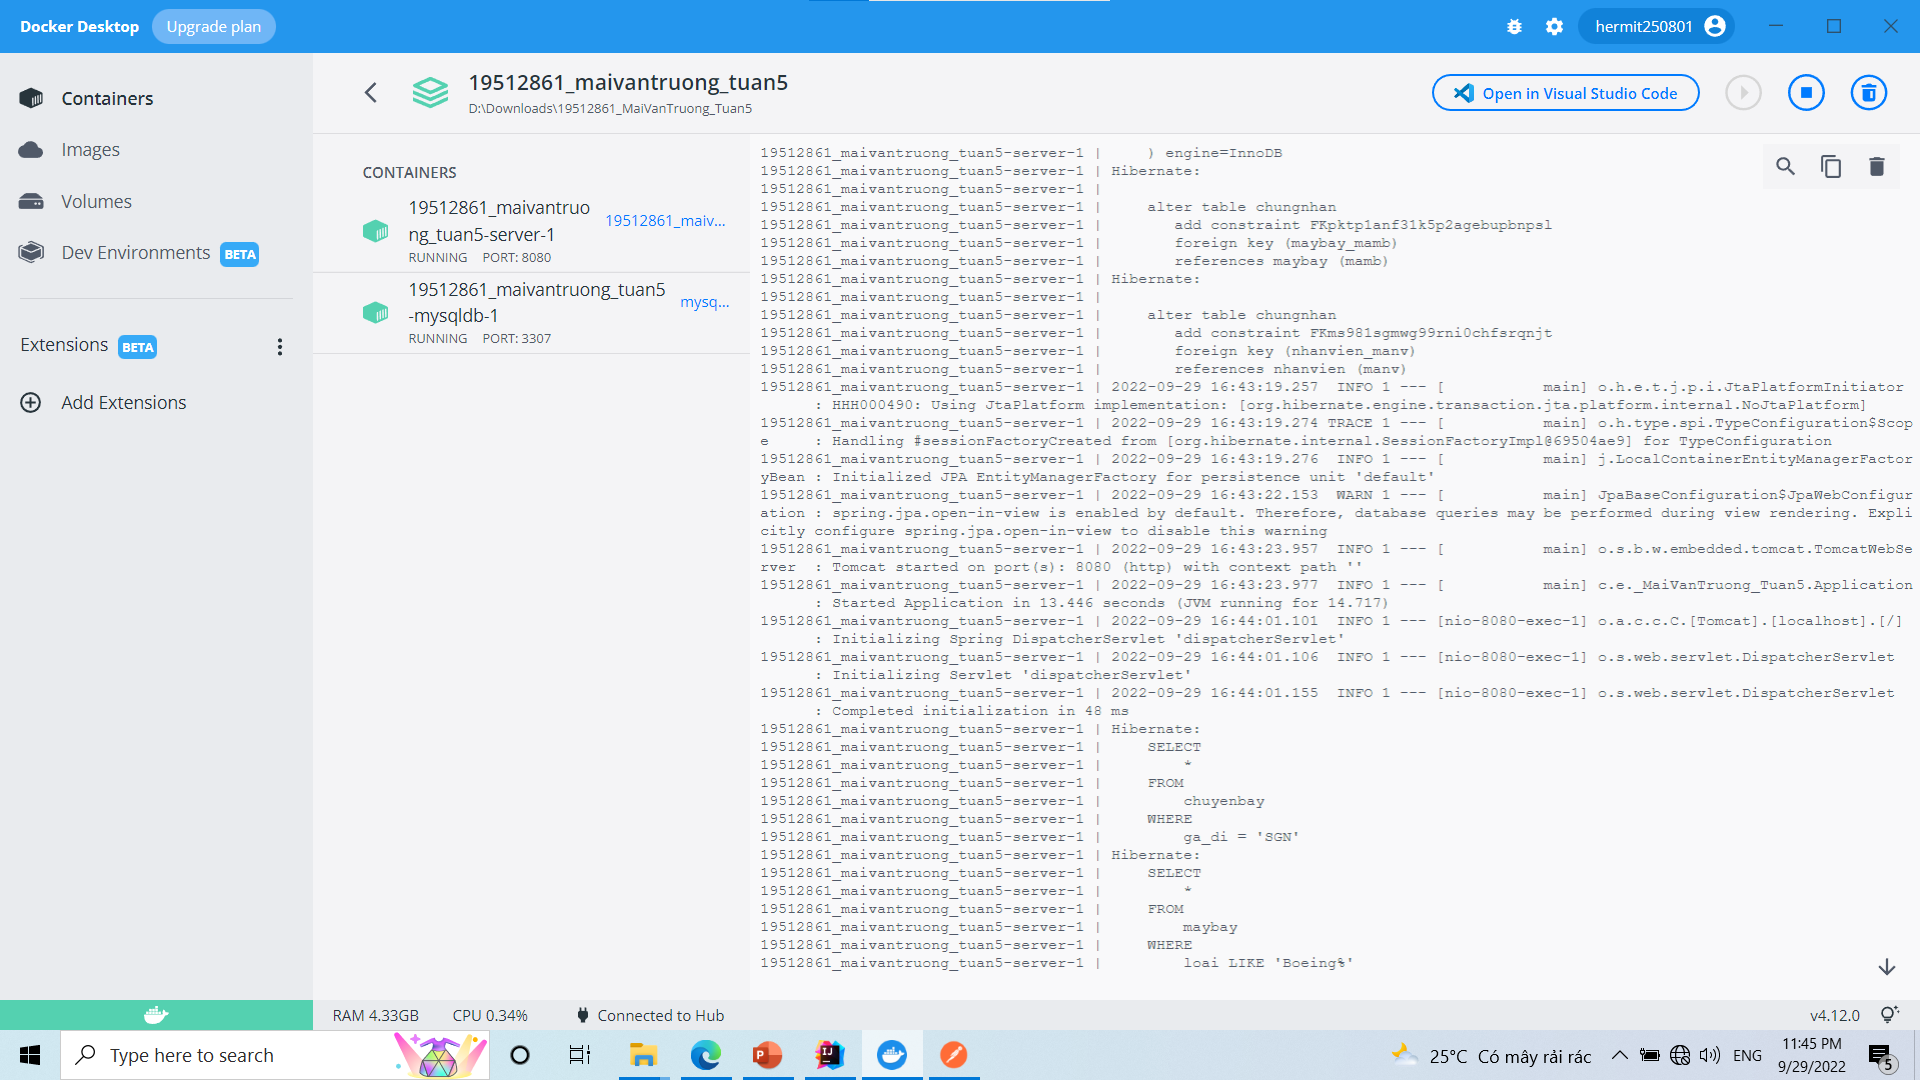 Docker Desktop
Upgrade plan
hermit250801
Containers
Images
Volumes
Dev Environments BETA
Extensions BETA
Add Extensions
19512861_maivantruong_tuan5
D:\Downloads\19512861_MaiVanTruong_Tuan5
Open in Visual Studio Code
CONTAINERS
19512861_maivantruo
ng_tuan5-server-1
19512861_maiv...
RUNNING PORT: 8080
19512861_maivantruong_tuan5
-mysqldb-1
mysq...
RUNNING PORT: 3307
19512861_maivantruong_tuan5-server-1 | ) engine=InnoDB
19512861_maivantruong_tuan5-server-1 | Hibernate:
19512861_maivantruong_tuan5-server-1 |
19512861_maivantruong_tuan5-server-1 | alter table chungnhan
19512861_maivantruong_tuan5-server-1 | add constraint FKpktp1anf31k5p2agebupbnpsl
19512861_maivantruong_tuan5-server-1 | foreign key (maybay_mamb)
19512861_maivantruong_tuan5-server-1 | references maybay (mamb)
19512861_maivantruong_tuan5-server-1 | Hibernate:
19512861_maivantruong_tuan5-server-1 |
19512861_maivantruong_tuan5-server-1 | alter table chungnhan
19512861_maivantruong_tuan5-server-1 | add constraint FKms981sgmwg99rni0chfsrqnjt
19512861_maivantruong_tuan5-server-1 | foreign key (nhanvien_manv)
19512861_maivantruong_tuan5-server-1 | references nhanvien (manv)
19512861_maivantruong_tuan5-server-1 | 2022-09-29 16:43:19.257 INFO 1 --- [ main] o.h.e.t.j.p.i.JtaPlatformInitiator
: HHH000490: Using JtaPlatform implementation: [org.hibernate.engine.transaction.jta.platform.internal.NoJtaPlatform]
19512861_maivantruong_tuan5-server-1 | 2022-09-29 16:43:19.274 TRACE 1 --- [ main] o.h.type.spi.TypeConfiguration$Scop
e : Handling #sessionFactoryCreated from [org.hibernate.internal.SessionFactoryImpl@69504ae9] for TypeConfiguration
19512861_maivantruong_tuan5-server-1 | 2022-09-29 16:43:19.276 INFO 1 --- [ main] j.LocalContainerEntityManagerFactor
yBean : Initialized JPA EntityManagerFactory for persistence unit 'default'
19512861_maivantruong_tuan5-server-1 | 2022-09-29 16:43:22.153 WARN 1 --- [ main] JpaBaseConfiguration$JpaWebConfigur
ation : spring.jpa.open-in-view is enabled by default. Therefore, database queries may be performed during view rendering. Expli
citly configure spring.jpa.open-in-view to disable this warning
19512861_maivantruong_tuan5-server-1 | 2022-09-29 16:43:23.957 INFO 1 --- [ main] o.s.b.w.embedded.tomcat.TomcatWebSe
rver : Tomcat started on port(s): 8080 (http) with context path ''
19512861_maivantruong_tuan5-server-1 | 2022-09-29 16:43:23.977 INFO 1 --- [ main] c.e._MaiVanTruong_Tuan5.Application
: Started Application in 13.446 seconds (JVM running for 14.717)
19512861_maivantruong_tuan5-server-1 | 2022-09-29 16:44:01.101 INFO 1 --- [nio-8080-exec-1] o.a.c.c.C.[Tomcat].[localhost].[/]
: Initializing Spring DispatcherServlet 'dispatcherServlet'
19512861_maivantruong_tuan5-server-1 | 2022-09-29 16:44:01.106 INFO 1 --- [nio-8080-exec-1] o.s.web.servlet.DispatcherServlet
: Initializing Servlet 'dispatcherServlet'
19512861_maivantruong_tuan5-server-1 | 2022-09-29 16:44:01.155 INFO 1 --- [nio-8080-exec-1] o.s.web.servlet.DispatcherServlet
: Completed initialization in 48 ms
19512861_maivantruong_tuan5-server-1 | Hibernate:
19512861_maivantruong_tuan5-server-1 | SELECT
19512861_maivantruong_tuan5-server-1 | *
19512861_maivantruong_tuan5-server-1 | FROM
19512861_maivantruong_tuan5-server-1 | chuyenbay
19512861_maivantruong_tuan5-server-1 | WHERE
19512861_maivantruong_tuan5-server-1 | ga_di = 'SGN'
19512861_maivantruong_tuan5-server-1 | Hibernate:
19512861_maivantruong_tuan5-server-1 | SELECT
19512861_maivantruong_tuan5-server-1 | *
19512861_maivantruong_tuan5-server-1 | FROM
19512861_maivantruong_tuan5-server-1 | maybay
19512861_maivantruong_tuan5-server-1 | WHERE
19512861_maivantruong_tuan5-server-1 | loai LIKE 'Boeing%'
RAM 4.33GB CPU 0.34% Connected to Hub
v4.12.0
Type here to search
25°C Có mây rải rác
ENG
11:45 PM
9/29/2022
5